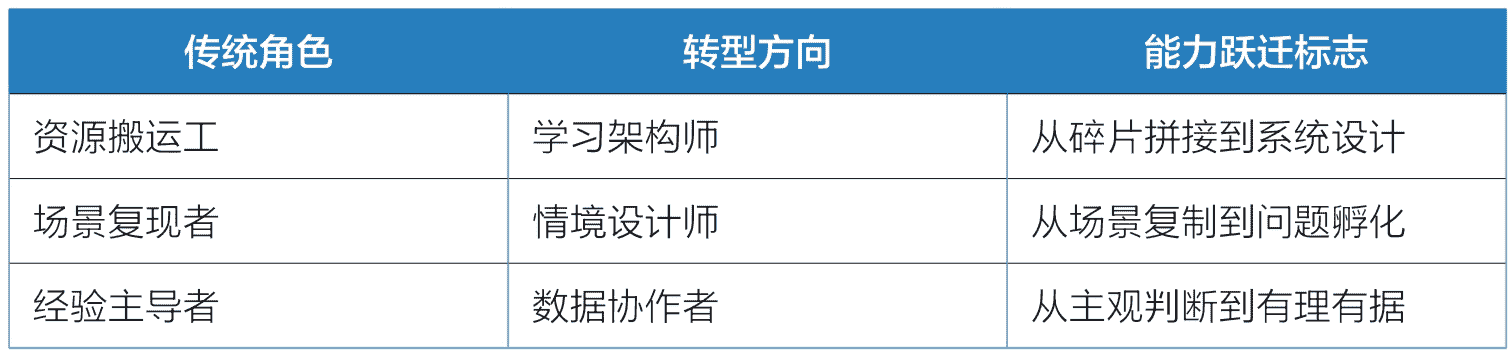 传统角色 转型方向 能力跃迁标志
资源搬运工 学习架构师 从碎片拼接到系统设计
场景复现者 情境设计师 从场景复制到问题孵化
经验主导者 数据协作者 从主观判断到有理有据